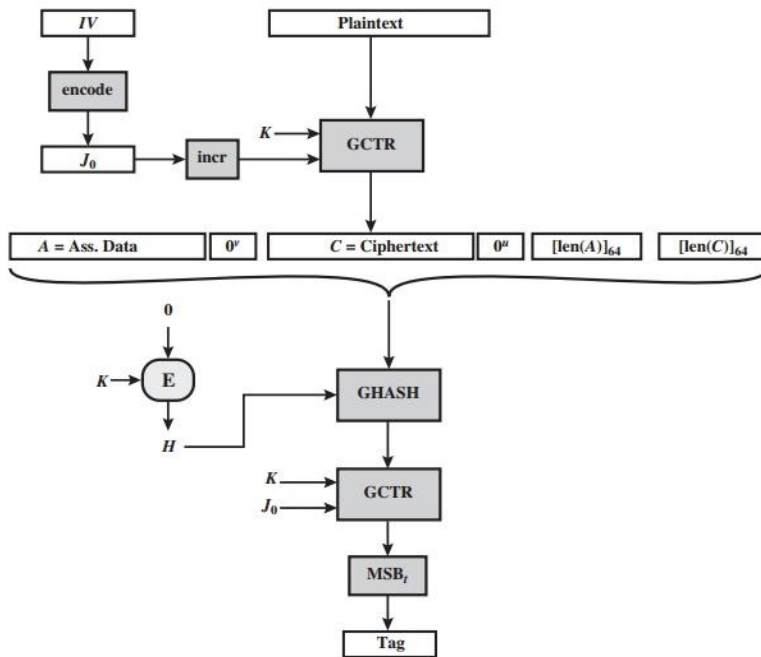 IV
Plaintext
encode
K
GCTR
J₀
incr
A = Ass. Data
0ᵛ
C = Ciphertext
0ᵘ
[len(A)]₆₄
[len(C)]₆₄
0
K
E
GHASH
H
K
GCTR
J₀
MSBₜ
Tag